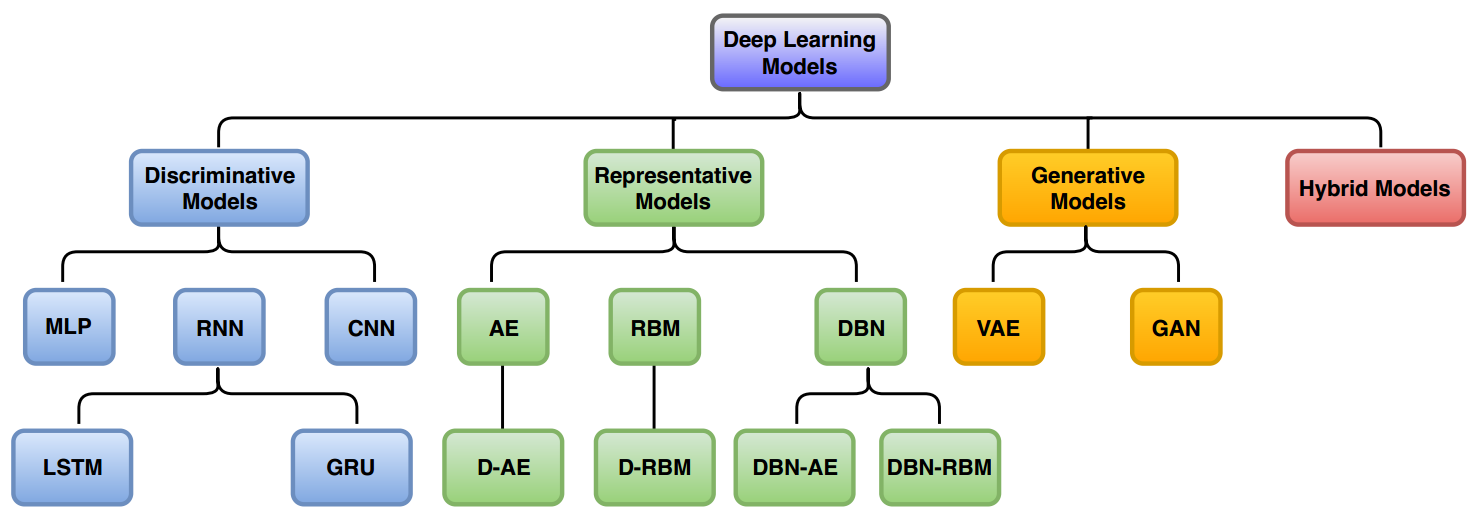 Deep Learning
Models
Discriminative
Models
Representative
Models
Generative
Models
Hybrid Models
MLP
RNN
CNN
AE
RBM
DBN
VAE
GAN
LSTM
GRU
D-AE
D-RBM
DBN-AE
DBN-RBM